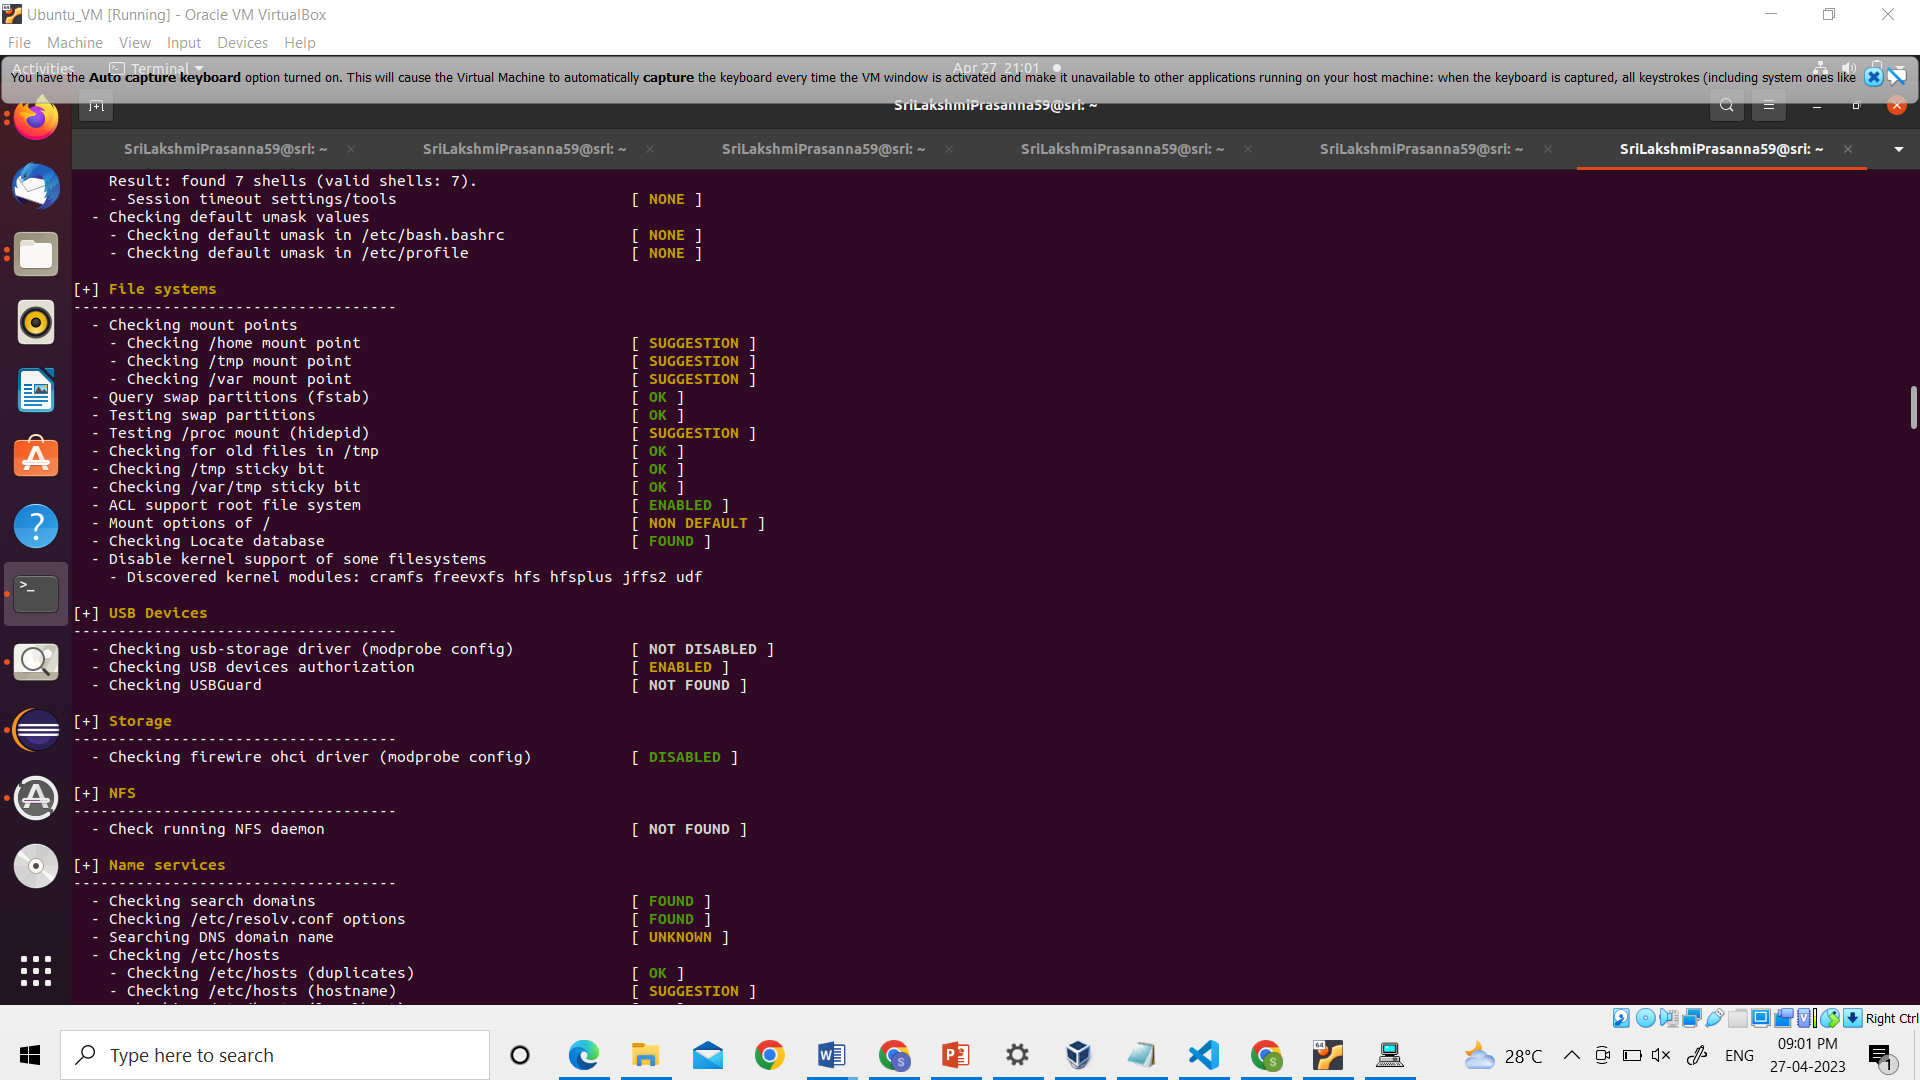 Ubuntu_VM [Running] - Oracle VM VirtualBox
File Machine View Input Devices Help
Activities Terminal Apr 27 21:01
You have the Auto capture keyboard option turned on. This will cause the Virtual Machine to automatically capture the keyboard every time the VM window is activated and make it unavailable to other applications running on your host machine: when the keyboard is captured, all keystrokes (including system ones like
SriLakshmiPrasanna59@sri: ~
SriLakshmiPrasanna59@sri: ~ SriLakshmiPrasanna59@sri: ~ SriLakshmiPrasanna59@sri: ~ SriLakshmiPrasanna59@sri: ~ SriLakshmiPrasanna59@sri: ~ SriLakshmiPrasanna59@sri: ~
Result: found 7 shells (valid shells: 7).
- Session timeout settings/tools [ NONE ]
- Checking default umask values
- Checking default umask in /etc/bash.bashrc [ NONE ]
- Checking default umask in /etc/profile [ NONE ]
[+] File systems
------------------------------------
- Checking mount points
- Checking /home mount point [ SUGGESTION ]
- Checking /tmp mount point [ SUGGESTION ]
- Checking /var mount point [ SUGGESTION ]
- Query swap partitions (fstab) [ OK ]
- Testing swap partitions [ OK ]
- Testing /proc mount (hidepid) [ SUGGESTION ]
- Checking for old files in /tmp [ OK ]
- Checking /tmp sticky bit [ OK ]
- Checking /var/tmp sticky bit [ OK ]
- ACL support root file system [ ENABLED ]
- Mount options of / [ NON DEFAULT ]
- Checking Locate database [ FOUND ]
- Disable kernel support of some filesystems
- Discovered kernel modules: cramfs freevxfs hfs hfsplus jffs2 udf
[+] USB Devices
------------------------------------
- Checking usb-storage driver (modprobe config) [ NOT DISABLED ]
- Checking USB devices authorization [ ENABLED ]
- Checking USBGuard [ NOT FOUND ]
[+] Storage
------------------------------------
- Checking firewire ohci driver (modprobe config) [ DISABLED ]
[+] NFS
------------------------------------
- Check running NFS daemon [ NOT FOUND ]
[+] Name services
------------------------------------
- Checking search domains [ FOUND ]
- Checking /etc/resolv.conf options [ FOUND ]
- Searching DNS domain name [ UNKNOWN ]
- Checking /etc/hosts
- Checking /etc/hosts (duplicates) [ OK ]
- Checking /etc/hosts (hostname) [ SUGGESTION ]
Right Ctrl
Type here to search
28°C
ENG
09:01 PM
27-04-2023
1